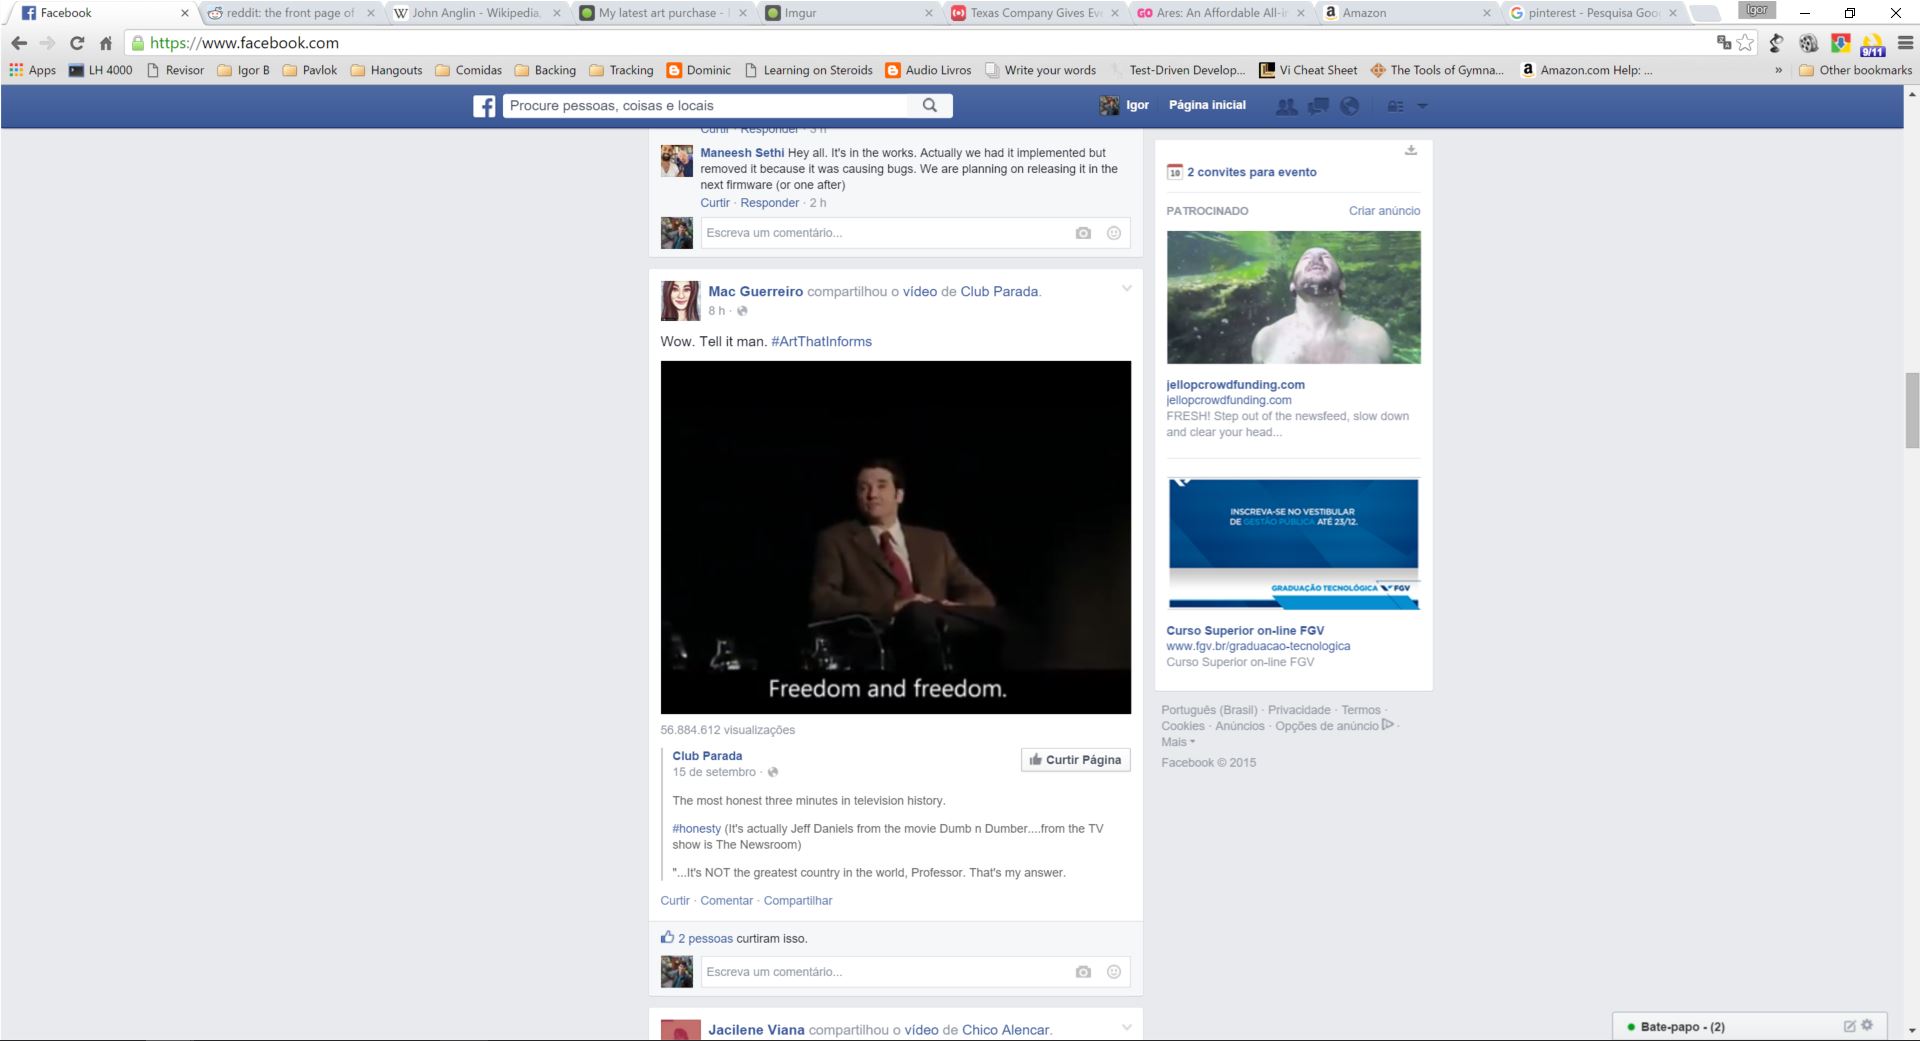 Facebook
reddit: the front page of
John Anglin - Wikipedia,
My latest art purchase -
Imgur
Texas Company Gives Eve
Ares: An Affordable All-in
Amazon
pinterest - Pesquisa Goog
Igor
https://www.facebook.com
9/11
Apps
LH 4000
Revisor
Igor B
Pavlok
Hangouts
Comidas
Backing
Tracking
Dominic
Learning on Steroids
Audio Livros
Write your words
Test-Driven Develop...
Vi Cheat Sheet
The Tools of Gymna...
Amazon.com Help: ...
»
Other bookmarks
Procure pessoas, coisas e locais
Igor
Página inicial
Curtir · Responder · 3 h
Maneesh Sethi Hey all. It's in the works. Actually we had it implemented but
removed it because it was causing bugs. We are planning on releasing it in the
next firmware (or one after)
Curtir · Responder · 2 h
Escreva um comentário...
Mac Guerreiro compartilhou o vídeo de Club Parada.
8 h ·
Wow. Tell it man. #ArtThatInforms
Freedom and freedom.
56.884.612 visualizações
Club Parada
15 de setembro ·
Curtir Página
The most honest three minutes in television history.
#honesty (It's actually Jeff Daniels from the movie Dumb n Dumber....from the TV
show is The Newsroom)
"...It's NOT the greatest country in the world, Professor. That's my answer.
Curtir · Comentar · Compartilhar
2 pessoas curtiram isso.
Escreva um comentário...
Jacilene Viana compartilhou o vídeo de Chico Alencar.
10
2 convites para evento
PATROCINADO
Criar anúncio
jellopcrowdfunding.com
jellopcrowdfunding.com
FRESH! Step out of the newsfeed, slow down
and clear your head...
INSCREVA-SE NO VESTIBULAR
DE GESTÃO PÚBLICA ATÉ 23/12.
GRADUAÇÃO TECNOLÓGICA FGV
Curso Superior on-line FGV
www.fgv.br/graduacao-tecnologica
Curso Superior on-line FGV
Português (Brasil) · Privacidade · Termos ·
Cookies · Anúncios · Opções de anúncio ·
Mais
Facebook © 2015
Bate-papo - (2)